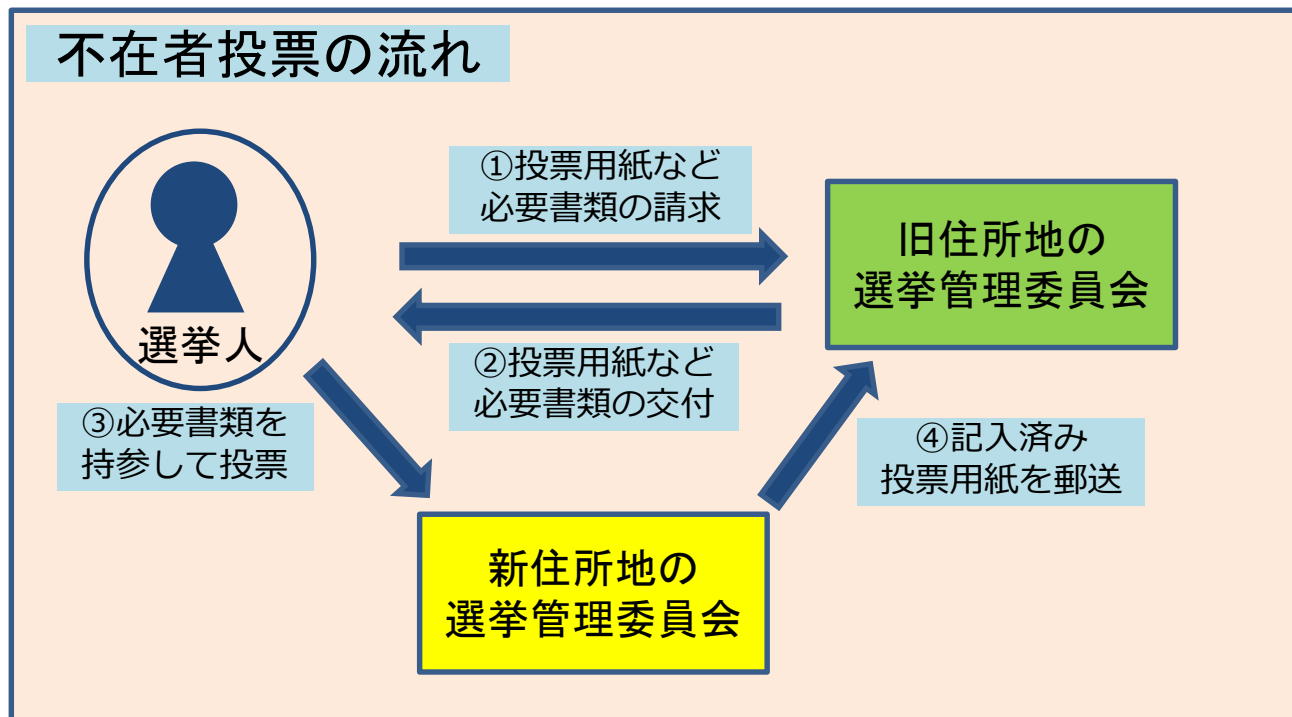 不在者投票の流れ
①投票用紙など
必要書類の請求
旧住所地の
選挙管理委員会
選挙人
②投票用紙など
必要書類の交付
③必要書類を
持参して投票
④記入済み
投票用紙を郵送
新住所地の
選挙管理委員会